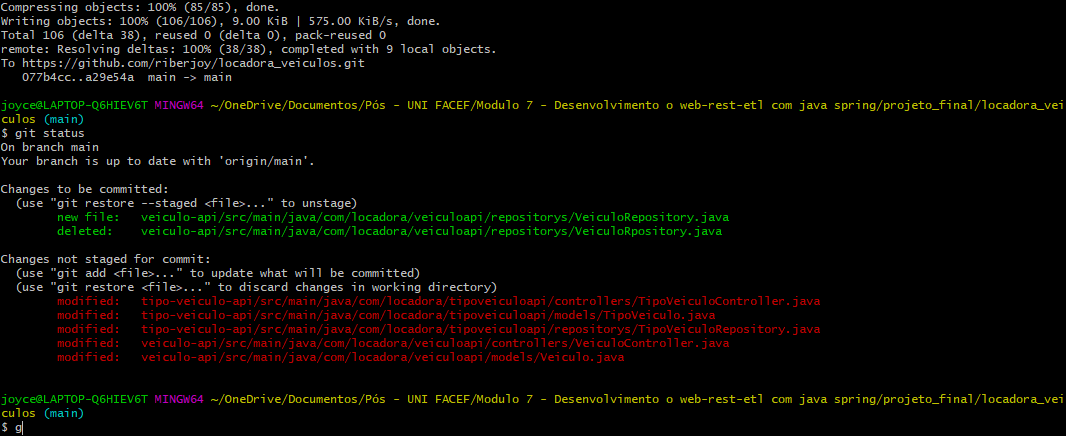 Compressing objects: 100% (85/85), done.
Writing objects: 100% (106/106), 9.00 KiB | 575.00 KiB/s, done.
Total 106 (delta 38), reused 0 (delta 0), pack-reused 0
remote: Resolving deltas: 100% (38/38), completed with 9 local objects.
To https://github.com/riberjoy/locadora_veiculos.git
   077b4cc..a29e54a  main -> main

joyce@LAPTOP-Q6HIEV6T MINGW64 ~/OneDrive/Documentos/Pós - UNI FACEF/Modulo 7 - Desenvolvimento o web-rest-etl com java spring/projeto_final/locadora_vei
culos (main)
$ git status
On branch main
Your branch is up to date with 'origin/main'.

Changes to be committed:
  (use "git restore --staged <file>..." to unstage)
        new file:   veiculo-api/src/main/java/com/locadora/veiculoapi/repositorys/VeiculoRepository.java
        deleted:    veiculo-api/src/main/java/com/locadora/veiculoapi/repositorys/VeiculoRpository.java

Changes not staged for commit:
  (use "git add <file>..." to update what will be committed)
  (use "git restore <file>..." to discard changes in working directory)
        modified:   tipo-veiculo-api/src/main/java/com/locadora/tipoveiculoapi/controllers/TipoVeiculoController.java
        modified:   tipo-veiculo-api/src/main/java/com/locadora/tipoveiculoapi/models/TipoVeiculo.java
        modified:   tipo-veiculo-api/src/main/java/com/locadora/tipoveiculoapi/repositorys/TipoVeiculoRepository.java
        modified:   veiculo-api/src/main/java/com/locadora/veiculoapi/controllers/VeiculoController.java
        modified:   veiculo-api/src/main/java/com/locadora/veiculoapi/models/Veiculo.java

joyce@LAPTOP-Q6HIEV6T MINGW64 ~/OneDrive/Documentos/Pós - UNI FACEF/Modulo 7 - Desenvolvimento o web-rest-etl com java spring/projeto_final/locadora_vei
culos (main)
$ g